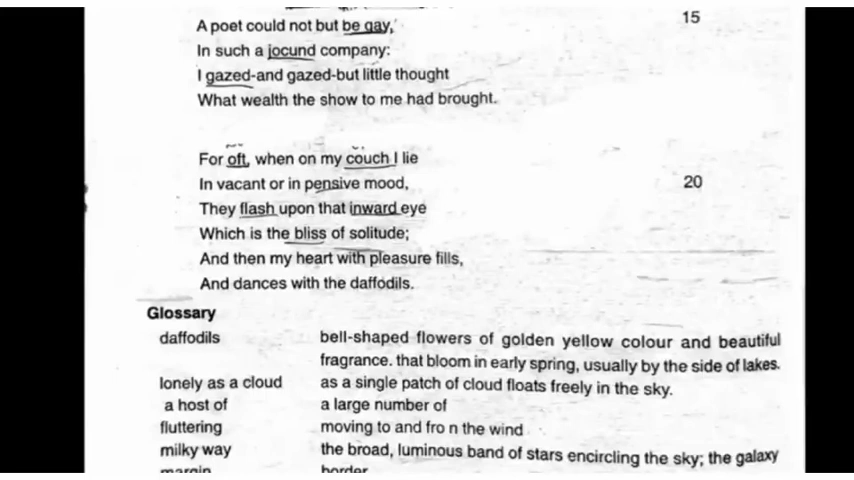 A poet could not but be gay, 15
In such a jocund company:
I gazed-and gazed-but little thought
What wealth the show to me had brought.
For oft, when on my couch I lie
In vacant or in pensive mood, 20
They flash upon that inward eye
Which is the bliss of solitude;
And then my heart with pleasure fills,
And dances with the daffodils.
Glossary
daffodils bell-shaped flowers of golden yellow colour and beautiful
fragrance. that bloom in early spring, usually by the side of lakes.
lonely as a cloud as a single patch of cloud floats freely in the sky.
a host of a large number of
fluttering moving to and fro n the wind
milky way the broad, luminous band of stars encircling the sky; the galaxy
margin border